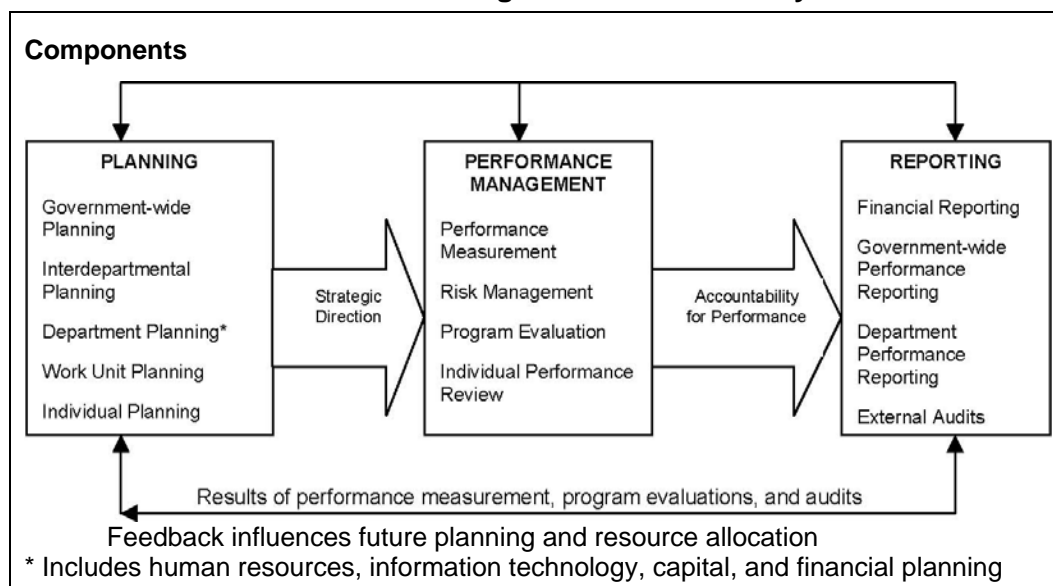 Components
PLANNING
Government-wide
Planning
Interdepartmental
Planning
Department Planning*
Work Unit Planning
Individual Planning
Strategic
Direction
PERFORMANCE
MANAGEMENT
Performance
Measurement
Risk Management
Program Evaluation
Individual Performance
Review
Accountability
for Performance
REPORTING
Financial Reporting
Government-wide
Performance
Reporting
Department
Performance
Reporting
External Audits
Results of performance measurement, program evaluations, and audits
Feedback influences future planning and resource allocation
* Includes human resources, information technology, capital, and financial planning